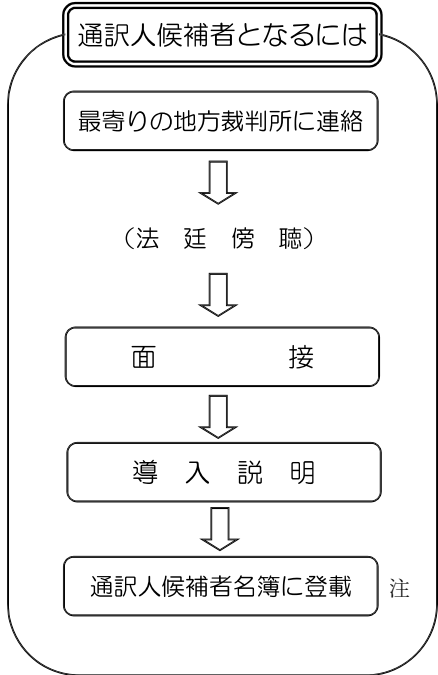 通訳人候補者となるには
最寄りの地方裁判所に連絡
（法　廷　傍　聴）
面　　　　　接
導　入　説　明
通訳人候補者名簿に登載　注